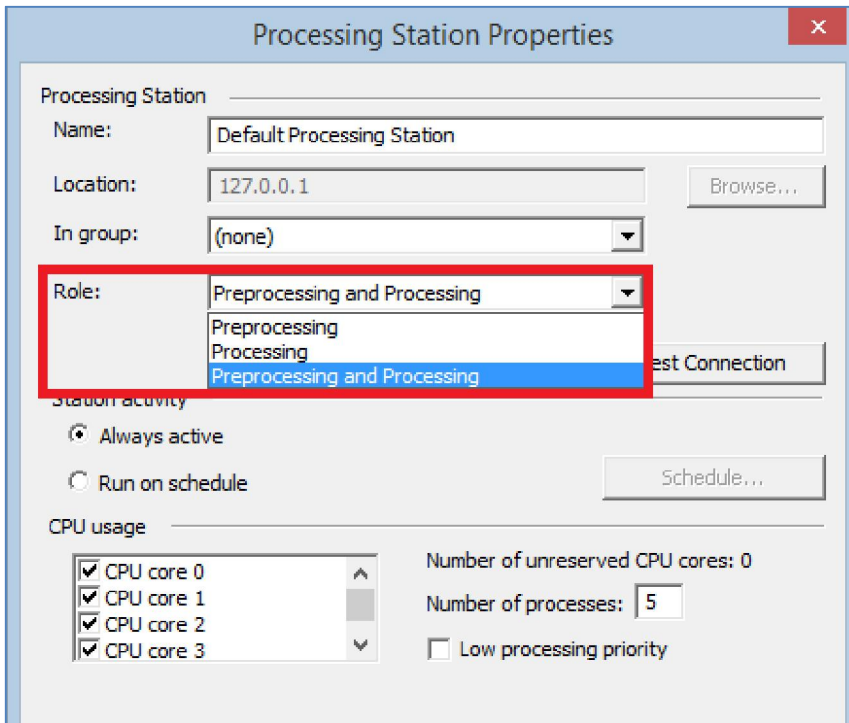 Processing Station Properties
Processing Station
Name: Default Processing Station
Location: 127.0.0.1 Browse...
In group: (none)
Role: Preprocessing and Processing
Preprocessing
Processing
Preprocessing and Processing
est Connection
Station activity
Always active
Run on schedule Schedule...
CPU usage
CPU core 0
CPU core 1
CPU core 2
CPU core 3
Number of unreserved CPU cores: 0
Number of processes: 5
Low processing priority